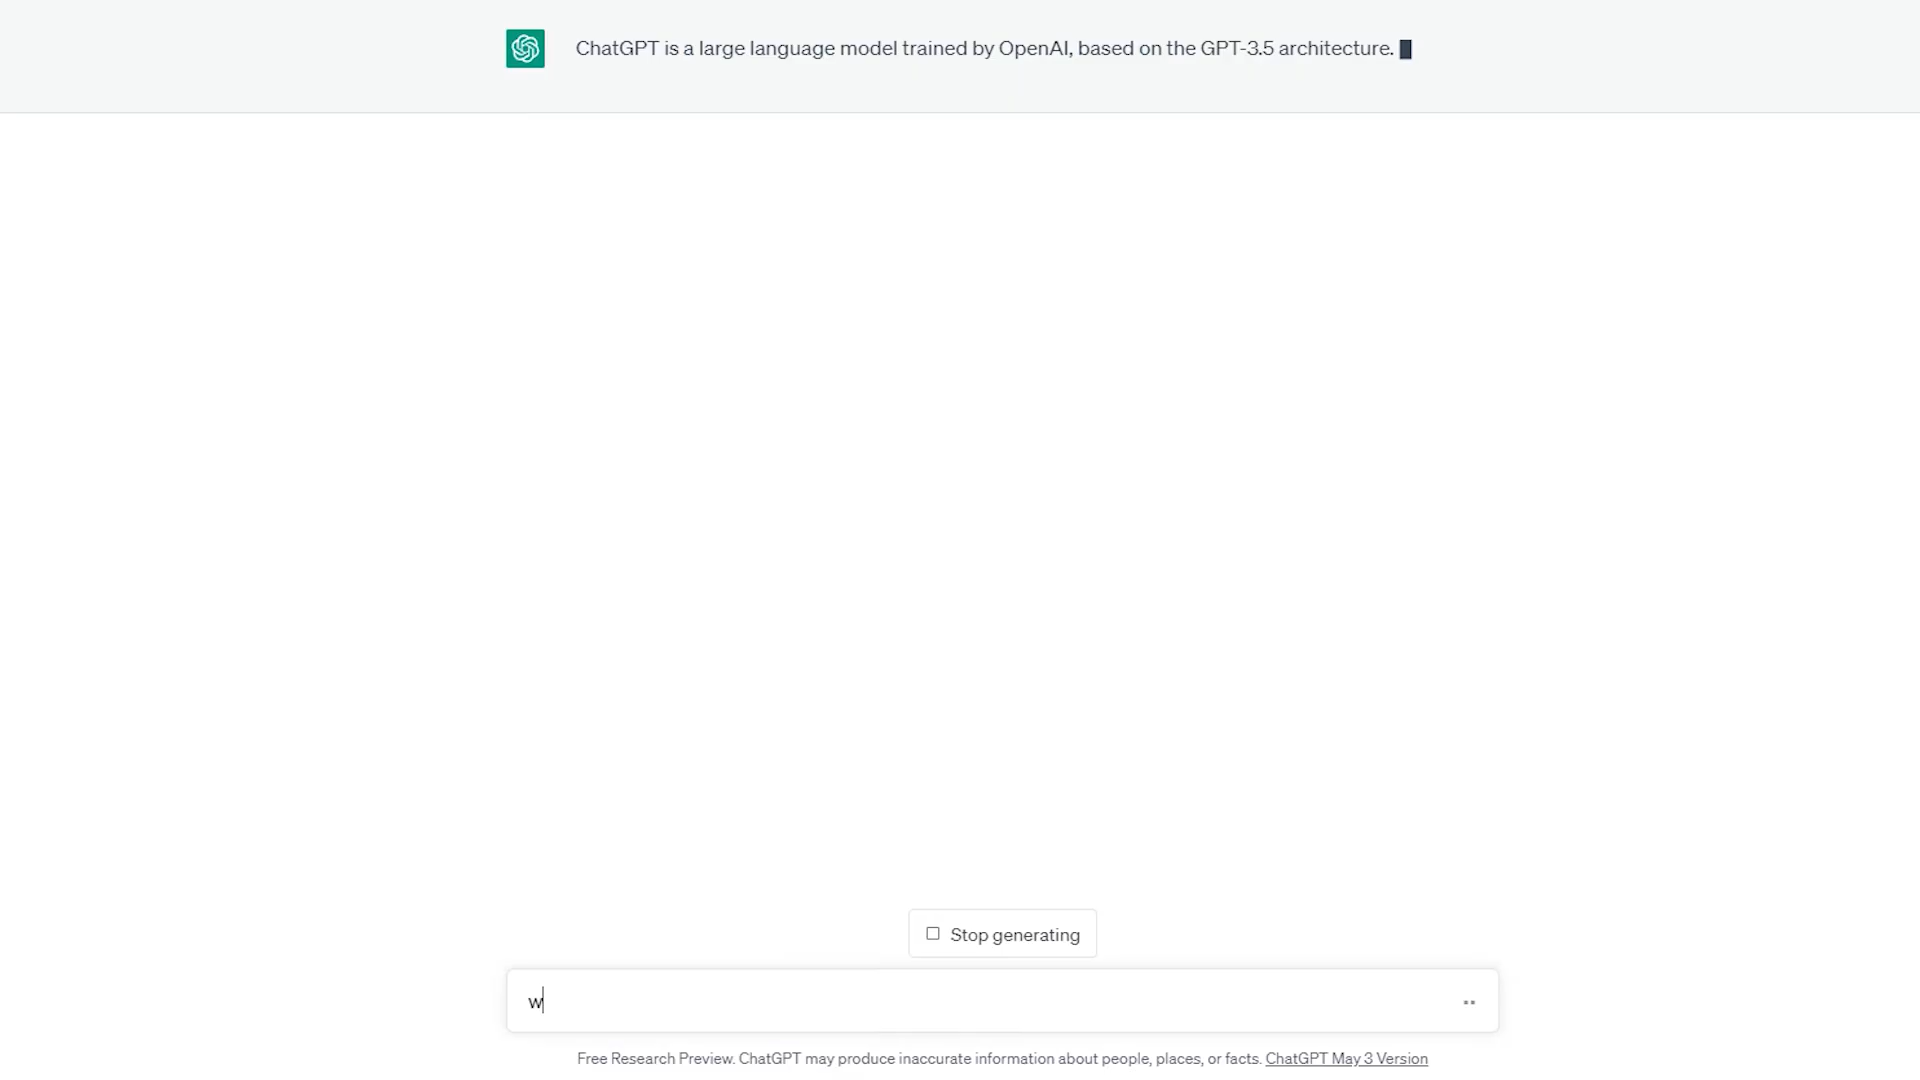 ChatGPT is a large language model trained by OpenAI, based on the GPT-3.5 architecture.
Stop generating
w
Free Research Preview. ChatGPT may produce inaccurate information about people, places, or facts. ChatGPT May 3 Version